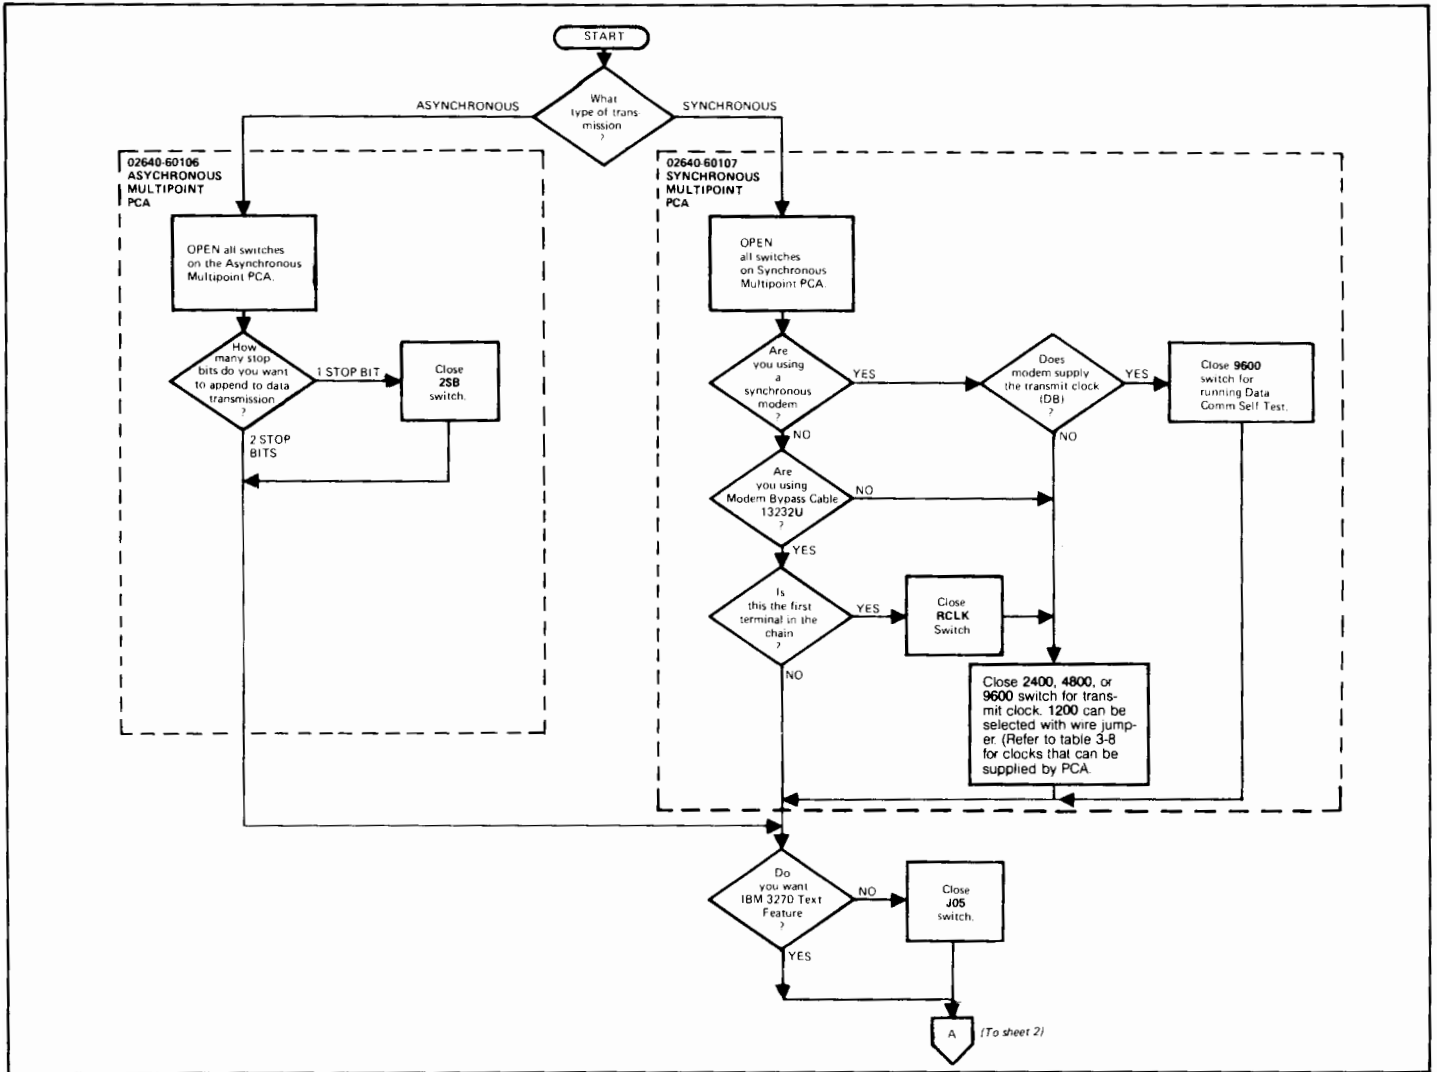 START
What
type of trans-
mission
?
ASYNCHRONOUS
SYNCHRONOUS
02640-60106
ASYCHRONOUS
MULTIPOINT
PCA
OPEN all switches
on the Asynchronous
Multipoint PCA.
How
many stop
bits do you want
to append to data
transmission
?
1 STOP BIT
Close
2SB
switch.
2 STOP
BITS
02640-60107
SYNCHRONOUS
MULTIPOINT
PCA
OPEN
all switches
on Synchronous
Multipoint PCA.
Are
you using
a
synchronous
modem
?
YES
Does
modem supply
the transmit clock
(DB)
?
YES
Close 9600
switch for
running Data
Comm Self Test.
NO
NO
Are
you using
Modem Bypass Cable
13232U
?
NO
YES
Is
this the first
terminal in the
chain
?
YES
Close
RCLK
Switch
NO
Close 2400, 4800, or
9600 switch for trans-
mit clock. 1200 can be
selected with wire jump-
er. (Refer to table 3-8
for clocks that can be
supplied by PCA.
Do
you want
IBM 3270 Text
Feature
?
NO
Close
J05
switch.
YES
A
(To sheet 2)